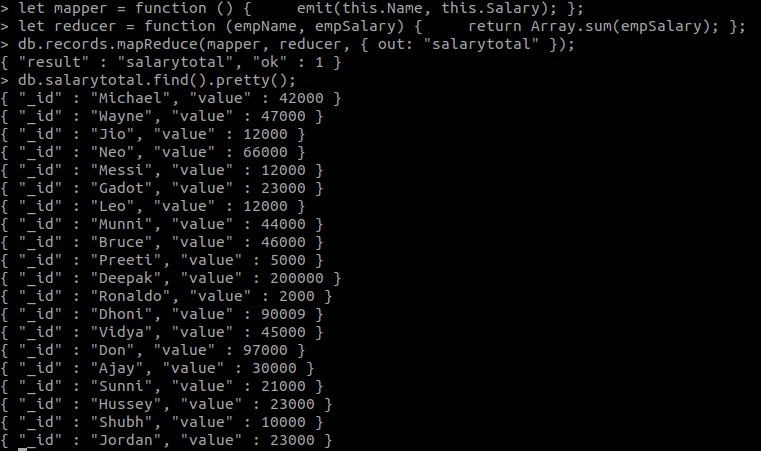 > let mapper = function () {     emit(this.Name, this.Salary); };
> let reducer = function (empName, empSalary) {     return Array.sum(empSalary); };
> db.records.mapReduce(mapper, reducer, { out: "salarytotal" });
{ "result" : "salarytotal", "ok" : 1 }
> db.salarytotal.find().pretty();
{ "_id" : "Michael", "value" : 42000 }
{ "_id" : "Wayne", "value" : 47000 }
{ "_id" : "Jio", "value" : 12000 }
{ "_id" : "Neo", "value" : 66000 }
{ "_id" : "Messi", "value" : 12000 }
{ "_id" : "Gadot", "value" : 23000 }
{ "_id" : "Leo", "value" : 12000 }
{ "_id" : "Munni", "value" : 44000 }
{ "_id" : "Bruce", "value" : 46000 }
{ "_id" : "Preeti", "value" : 5000 }
{ "_id" : "Deepak", "value" : 200000 }
{ "_id" : "Ronaldo", "value" : 2000 }
{ "_id" : "Dhoni", "value" : 90009 }
{ "_id" : "Vidya", "value" : 45000 }
{ "_id" : "Don", "value" : 97000 }
{ "_id" : "Ajay", "value" : 30000 }
{ "_id" : "Sunni", "value" : 21000 }
{ "_id" : "Hussey", "value" : 23000 }
{ "_id" : "Shubh", "value" : 10000 }
{ "_id" : "Jordan", "value" : 23000 }